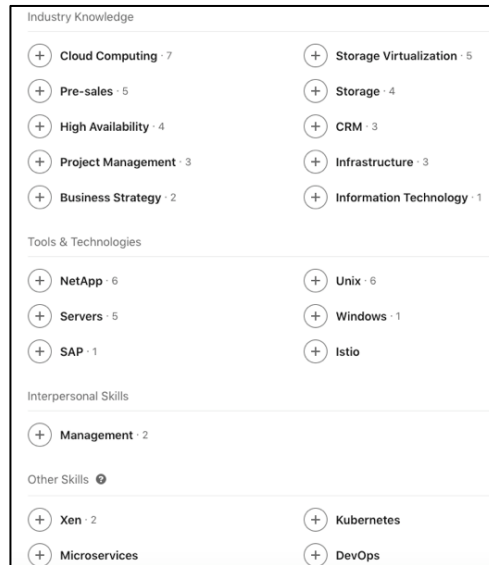 Industry Knowledge
Cloud Computing · 7 Storage Virtualization · 5
Pre-sales · 5 Storage · 4
High Availability · 4 CRM · 3
Project Management · 3 Infrastructure · 3
Business Strategy · 2 Information Technology · 1
Tools & Technologies
NetApp · 6 Unix · 6
Servers · 5 Windows · 1
SAP · 1 Istio
Interpersonal Skills
Management · 2
Other Skills ?
Xen · 2 Kubernetes
Microservices DevOps